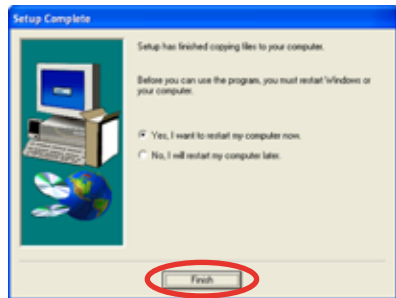 Setup Complete
Setup has finished copying files to your computer.
Before you can use the program, you must restart Windows or
your computer.
Yes, I want to restart my computer now.
No, I will restart my computer later.
Finish